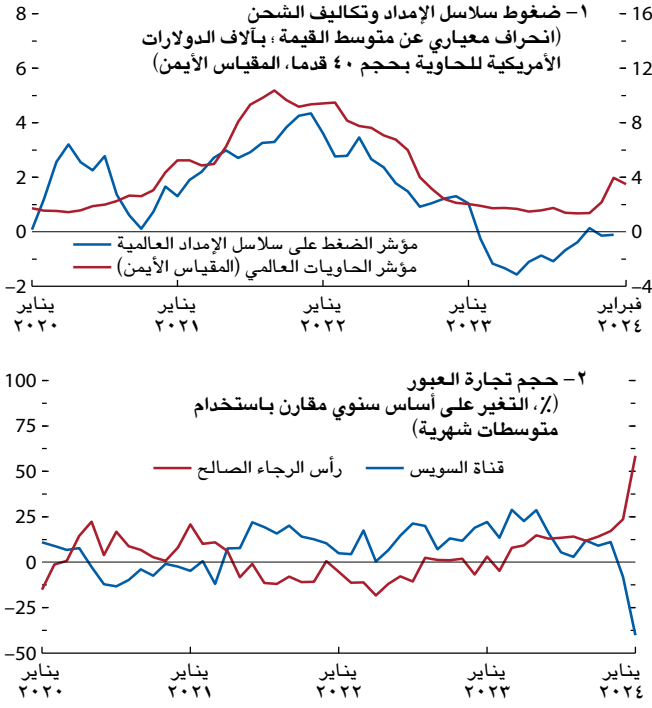 ١– ضغوط سلاسل الإمداد وتكاليف الشحن
(انحراف معياري عن متوسط القيمة؛ بآلاف الدولارات
الأمريكية للحاوية بحجم ٤٠ قدما، المقياس الأيمن)
8
6
4
2
0
–2
16
12
8
4
0
–4
مؤشر الضغط على سلاسل الإمداد العالمية
مؤشر الحاويات العالمي (المقياس الأيمن)
يناير
٢٠٢٠
يناير
٢٠٢١
يناير
٢٠٢٢
يناير
٢٠٢٣
فبراير
٢٠٢٤
٢– حجم تجارة العبور
(٪، التغير على أساس سنوي مقارن باستخدام
متوسطات شهرية)
قناة السويس
رأس الرجاء الصالح
100
75
50
25
0
–25
–50
يناير
٢٠٢٠
يناير
٢٠٢١
يناير
٢٠٢٢
يناير
٢٠٢٣
يناير
٢٠٢٤